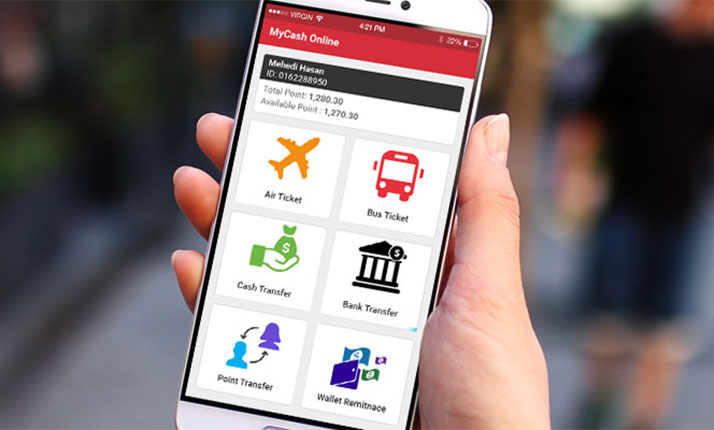 VIRGIN
4:21 PM
22%
MyCash Online
Mehedi Hasan
ID: 0162288950
Total Point: 1,280.30
Available Point : 1,270.30
Air Ticket
Bus Ticket
$
Cash Transfer
$
Bank Transfer
Point Transfer
Wallet Remitnace